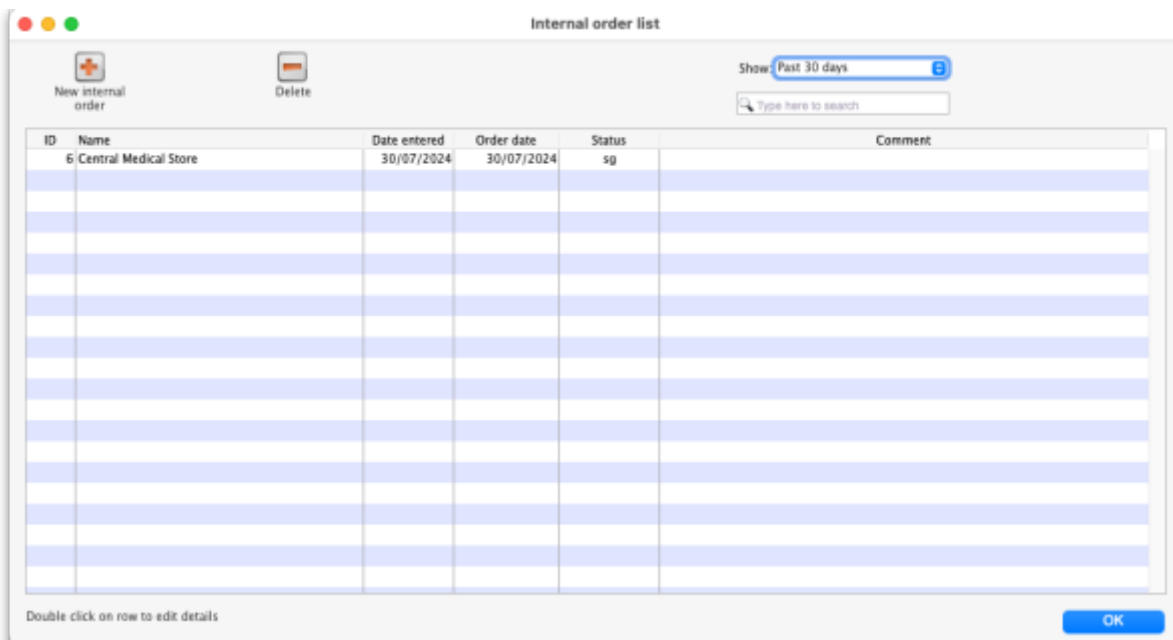 Internal order list
New internal
order
Delete
Show: Past 30 days
Type here to search
ID Name Date entered Order date Status Comment
6 Central Medical Store 30/07/2024 30/07/2024 sg
Double click on row to edit details
OK